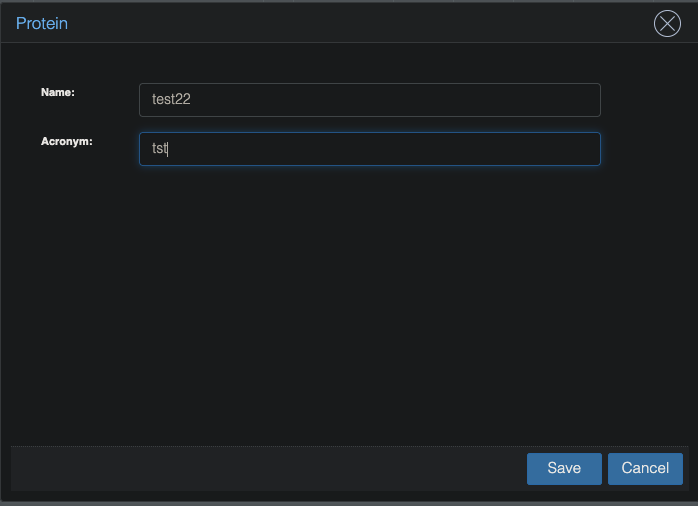 Protein
Name:
test22
Acronym:
tst
Save
Cancel